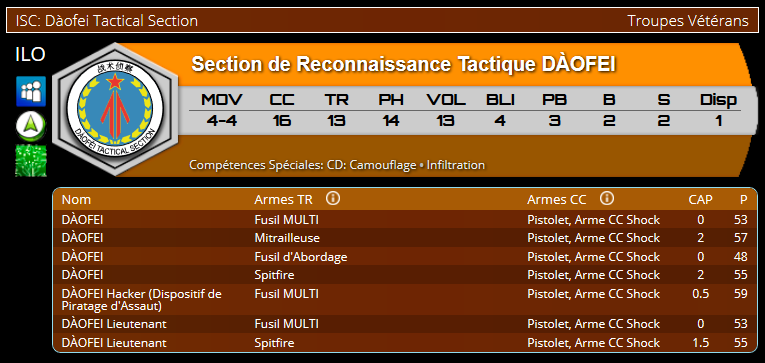 ISC: Dàofei Tactical Section Troupes Vétérans
ILO
战术侦察
DÀOFEI TACTICAL SECTION
Section de Reconnaissance Tactique DÀOFEI
MOV CC TR PH VOL BLI PB B S Disp
4-4 16 13 14 13 4 3 2 2 1
Compétences Spéciales: CD: Camouflage • Infiltration
Nom Armes TR Armes CC CAP P
DÀOFEI Fusil MULTI Pistolet, Arme CC Shock 0 53
DÀOFEI Mitrailleuse Pistolet, Arme CC Shock 2 57
DÀOFEI Fusil d'Abordage Pistolet, Arme CC Shock 0 48
DÀOFEI Spitfire Pistolet, Arme CC Shock 2 55
DÀOFEI Hacker (Dispositif de Fusil MULTI Pistolet, Arme CC Shock 0.5 59
Piratage d'Assaut)
DÀOFEI Lieutenant Fusil MULTI Pistolet, Arme CC Shock 0 53
DÀOFEI Lieutenant Spitfire Pistolet, Arme CC Shock 1.5 55